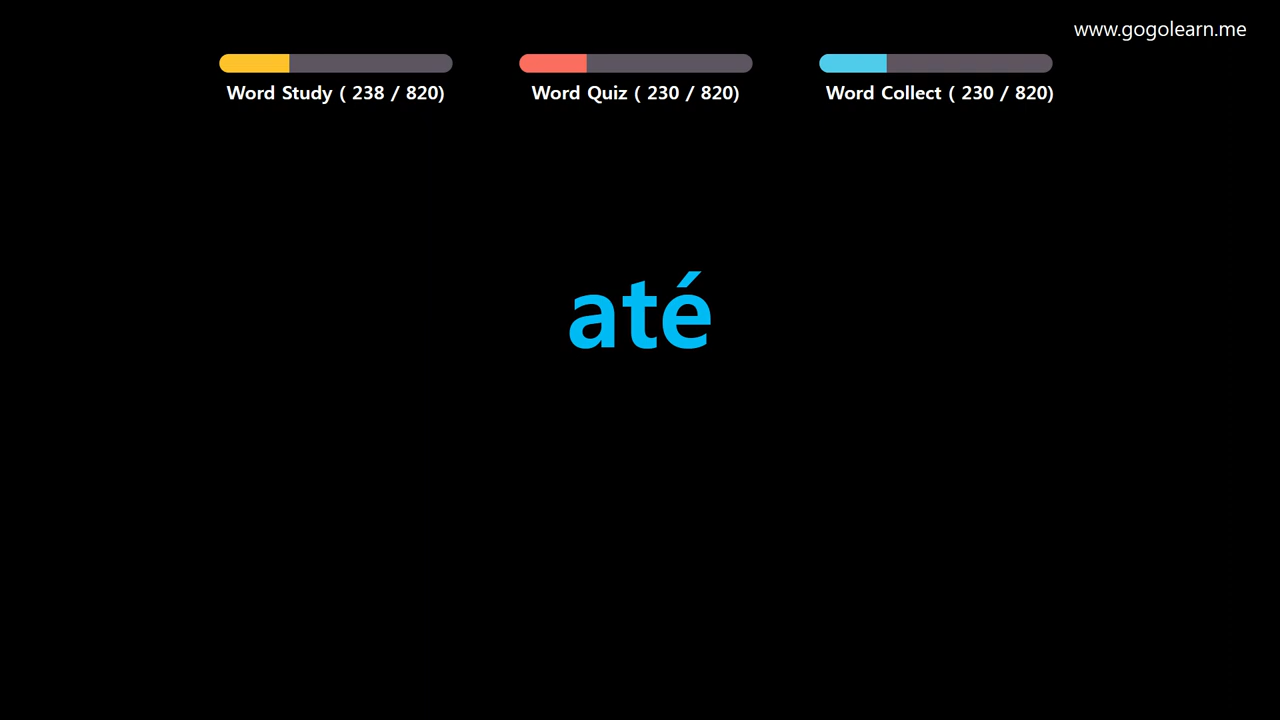 www.gogolearn.me
Word Study ( 238 / 820)
Word Quiz ( 230 / 820)
Word Collect ( 230 / 820)
até